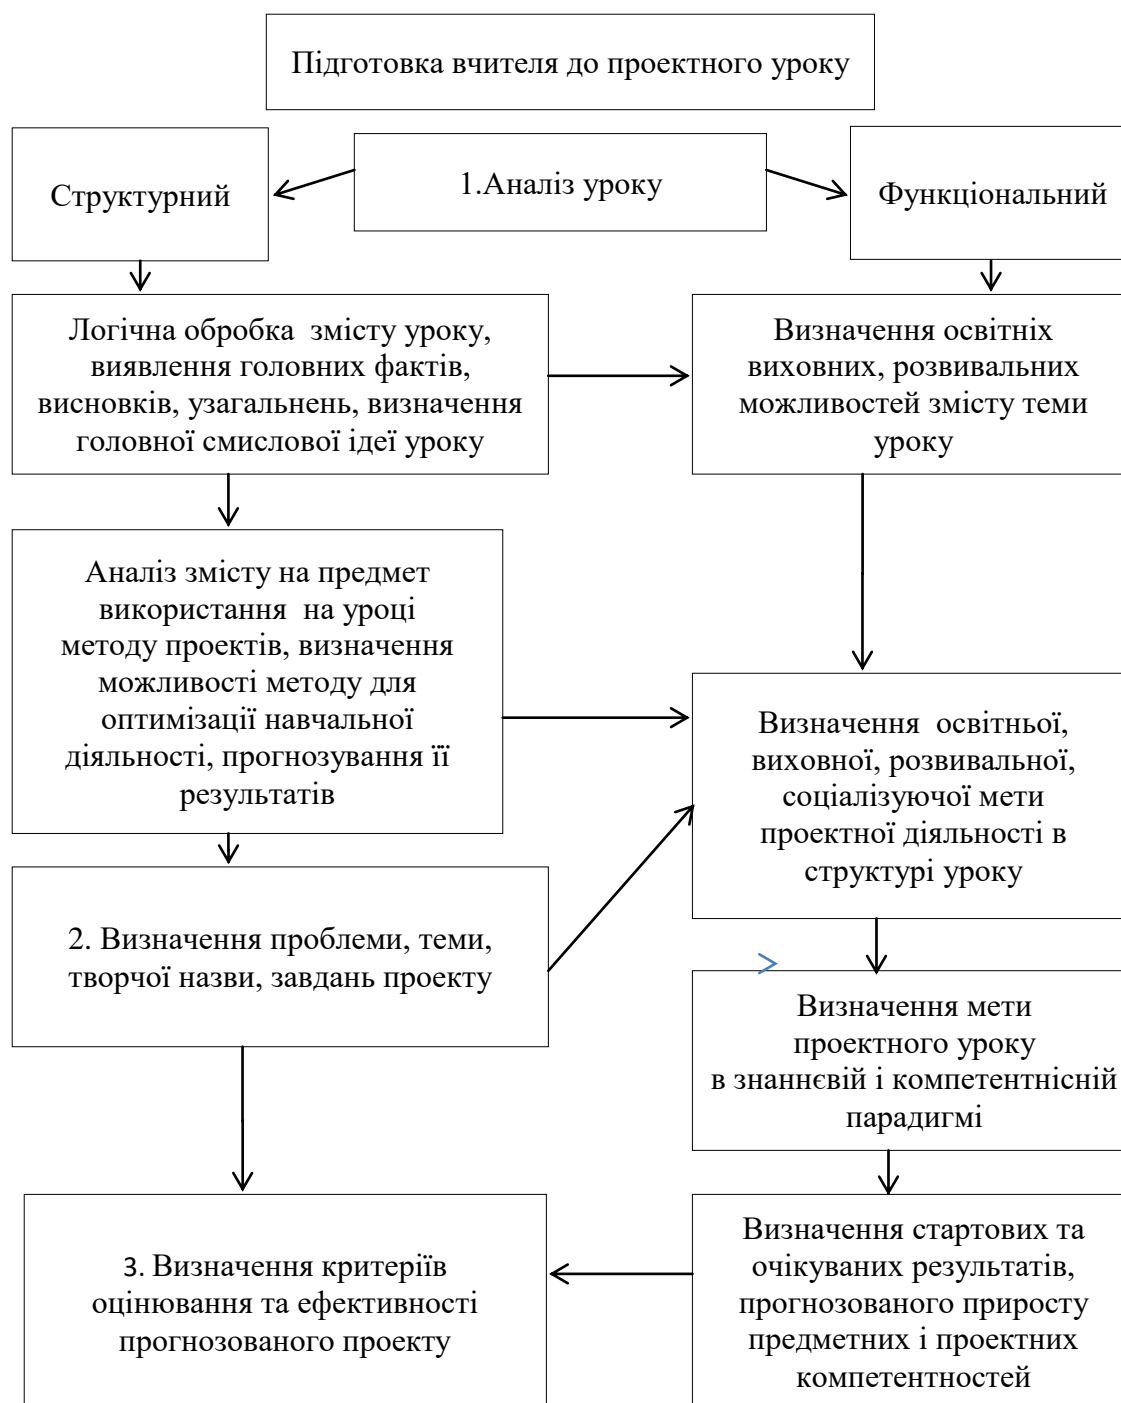 Підготовка вчителя до проектного уроку
Структурний
1.Аналіз уроку
Функціональний
Логічна обробка змісту уроку,
виявлення головних фактів,
висновків, узагальнень, визначення
головної смислової ідеї уроку
Визначення освітніх
виховних, розвивальних
можливостей змісту теми
уроку
Аналіз змісту на предмет
використання на уроці
методу проектів, визначення
можливості методу для
оптимізації навчальної
діяльності, прогнозування її
результатів
Визначення освітньої,
виховної, розвивальної,
соціалізуючої мети
проектної діяльності в
структурі уроку
2. Визначення проблеми, теми,
творчої назви, завдань проекту
Визначення мети
проектного уроку
в знаннєвій і компетентнісній
парадигмі
3. Визначення критеріїв
оцінювання та ефективності
прогнозованого проекту
Визначення стартових та
очікуваних результатів,
прогнозованого приросту
предметних і проектних
компетентностей